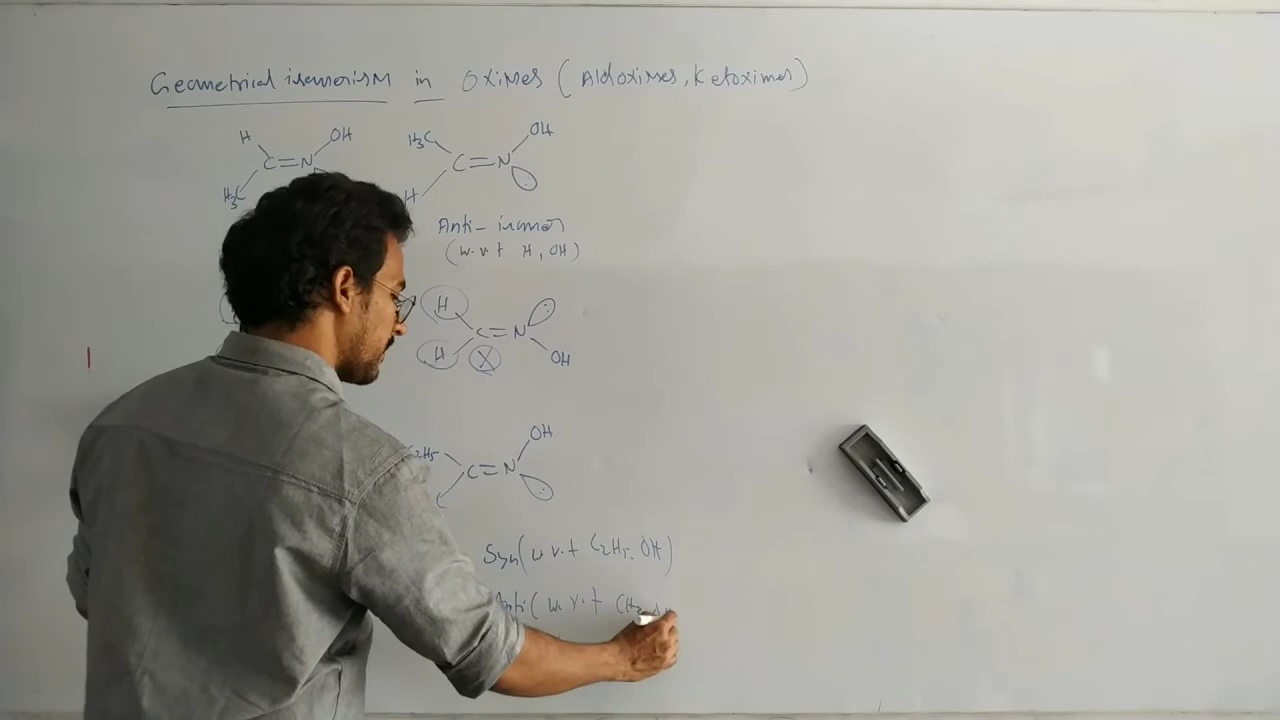 Geometrical isomerism in Oximes (Aldoximes, Ketoximes)
H OH H3C OH
C=N C=N
H3C H
Anti-isomer
(w.r.t H, OH)
H
C=N
H X OH
OH
C2H5 C=N
Syn(w.r.t C2H5, OH)
Anti(w.r.t CH3